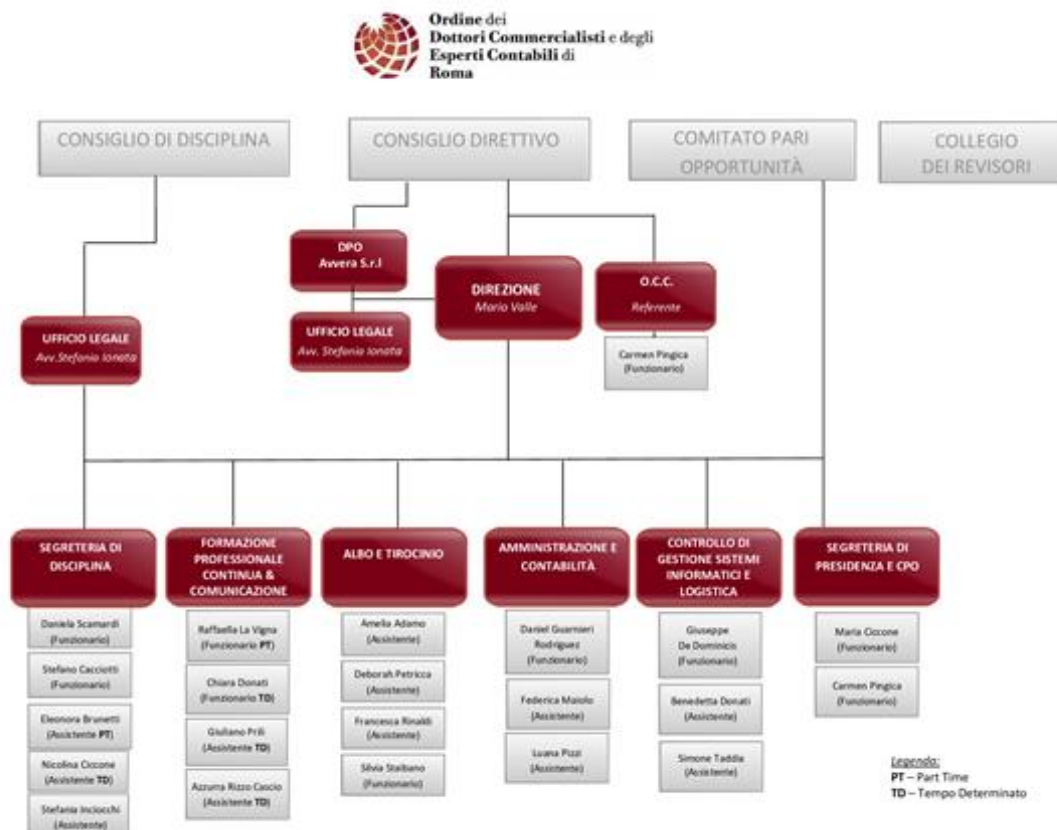 Ordine dei
Dottori Commercialisti e degli
Esperti Contabili di
Roma
CONSIGLIO DI DISCIPLINA
CONSIGLIO DIRETTIVO
COMITATO PARI
OPPORTUNITÀ
COLLEGIO
DEI REVISORI
DPO
Avvera S.r.l
DIREZIONE
Mario Valle
O.C.C.
Referente
UFFICIO LEGALE
Avv. Stefania Ionata
UFFICIO LEGALE
Avv.Stefania Ionata
Carmen Pingica
(Funzionario)
SEGRETERIA DI
DISCIPLINA
Daniela Scamardi
(Funzionario)
Stefano Cacciotti
(Funzionario)
Eleonora Brunetti
(Assistente PT)
Nicolina Ciccone
(Assistente TD)
Stefania Inciocchi
(Assistente)
FORMAZIONE
PROFESSIONALE
CONTINUA &
COMUNICAZIONE
Raffaella La Vigna
(Funzionario PT)
Chiara Donati
(Funzionario TD)
Giuliano Prili
(Assistente TD)
Azzurra Rizzo Cascio
(Assistente TD)
ALBO E TIROCINIO
Amelia Adamo
(Assistente)
Deborah Petricca
(Assistente)
Francesca Rinaldi
(Assistente)
Silvia Staibano
(Funzionario)
AMMINISTRAZIONE E
CONTABILITÀ
Daniel Guarnieri
Rodriguez
(Funzionario)
Federica Maiolo
(Assistente)
Luana Pizzi
(Assistente)
CONTROLLO DI
GESTIONE SISTEMI
INFORMATICI E
LOGISTICA
Giuseppe
De Dominicis
(Funzionario)
Benedetta Donati
(Assistente)
Simone Taddia
(Assistente)
SEGRETERIA DI
PRESIDENZA E CPO
Maria Ciccone
(Funzionario)
Carmen Pingica
(Funzionario)
Legenda:
PT – Part Time
TD – Tempo Determinato